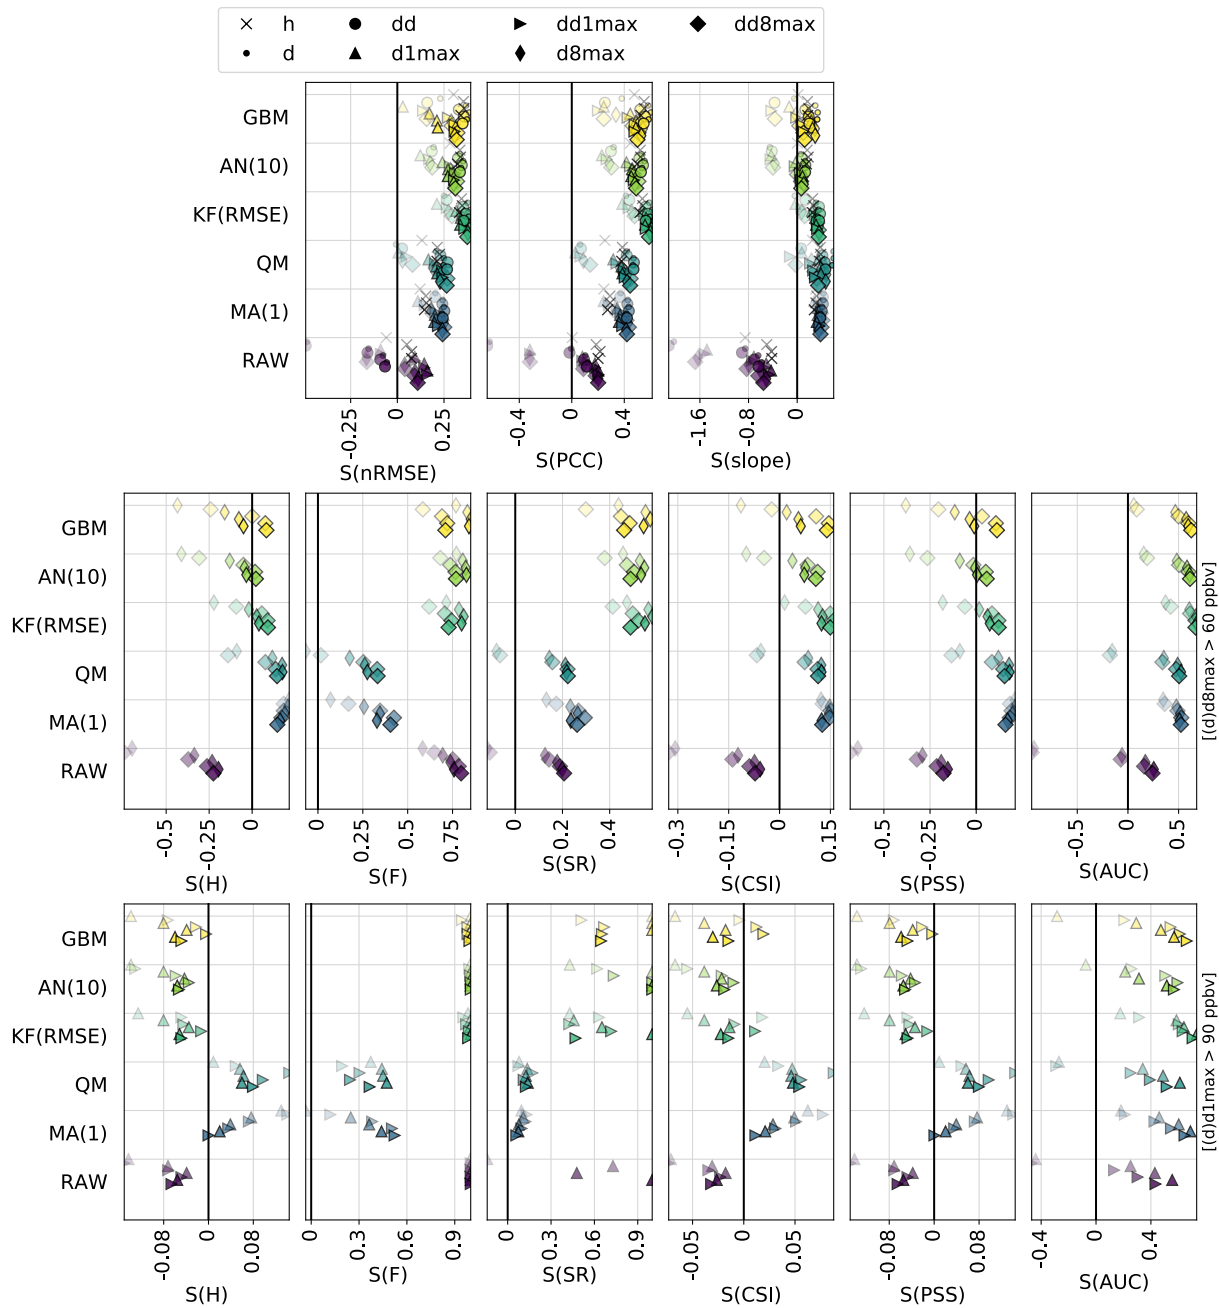 h dd dd1max dd8max
d d1max d8max
GBM
AN(10)
KF(RMSE)
QM
MA(1)
RAW
-0.25 0 0.25 -0.4 0 0.4 -1.6 -0.8 0
S(nRMSE) S(PCC) S(slope)
GBM
AN(10)
KF(RMSE)
QM
MA(1)
RAW
[(d)d8max > 60 ppbv]
-0.5 -0.25 0 0 0.25 0.5 0.75 0 0.2 0.4 -0.3 -0.15 0 0.15 -0.5 -0.25 0 -0.5 0 0.5
S(H) S(F) S(SR) S(CSI) S(PSS) S(AUC)
GBM
AN(10)
KF(RMSE)
QM
MA(1)
RAW
[(d)d1max > 90 ppbv]
-0.08 0 0.08 0 0.3 0.6 0.9 0 0.3 0.6 0.9 -0.05 0 0.05 -0.08 0 0.08 -0.4 0 0.4
S(H) S(F) S(SR) S(CSI) S(PSS) S(AUC)